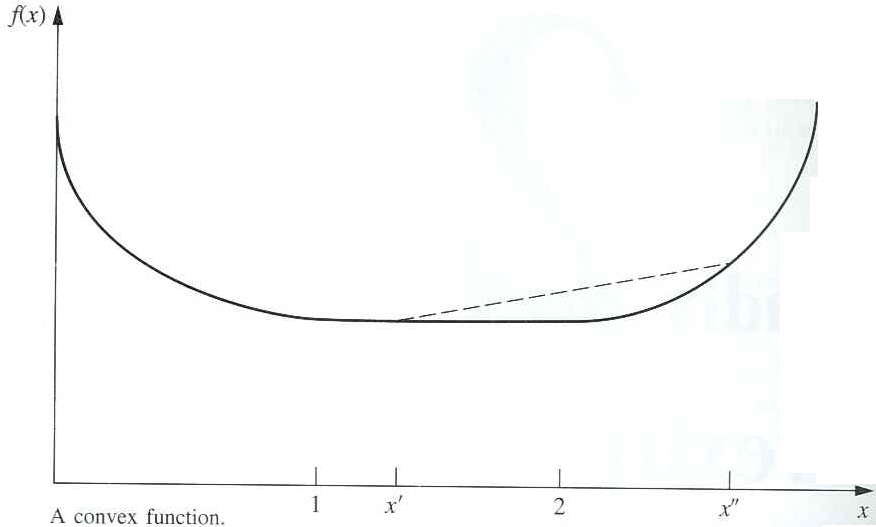 f(x)
1 x′ 2 x″ x
A convex function.